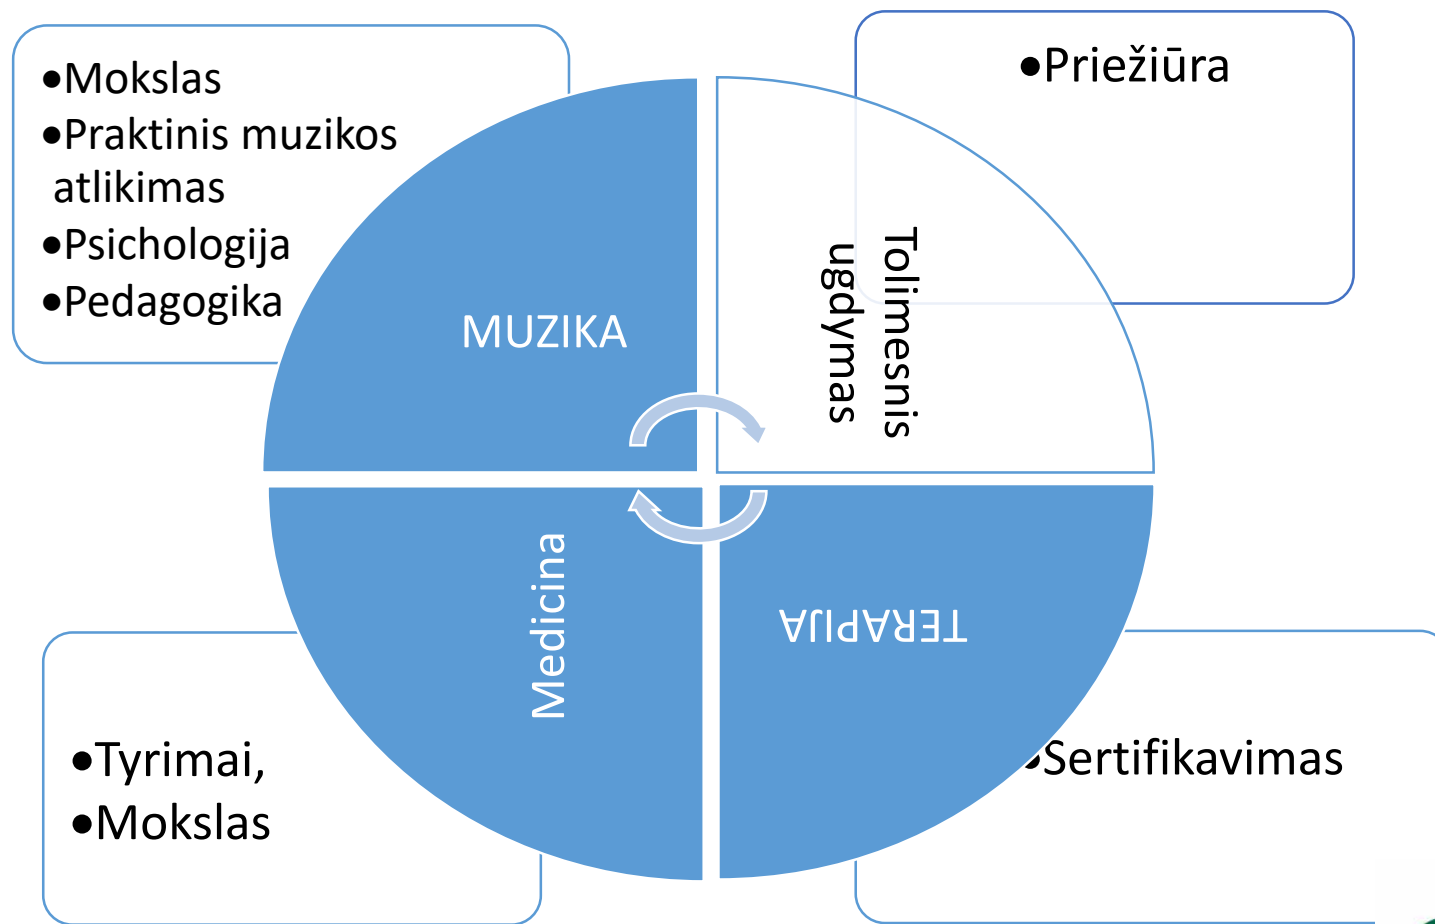 •Mokslas
•Praktinis muzikos
atlikimas
•Psichologija
•Pedagogika
•Priežiūra
MUZIKA
Tolimesnis
ugdymas
Medicina
TERAPIJA
•Tyrimai,
•Mokslas
•Sertifikavimas